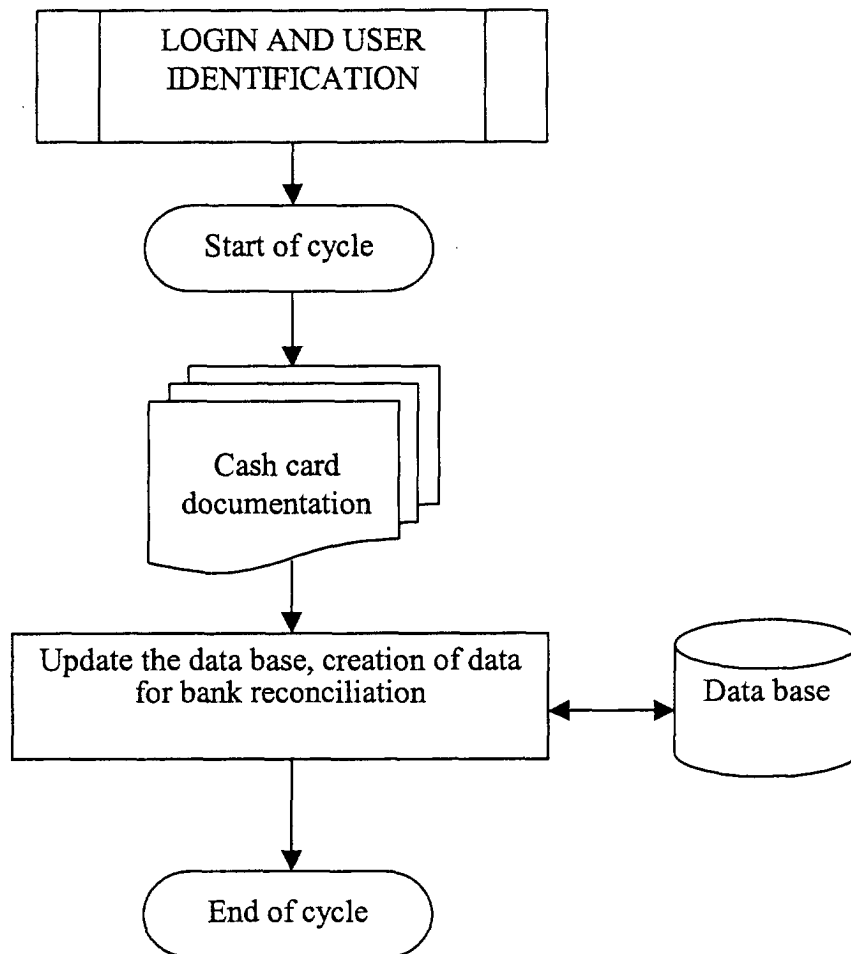 LOGIN AND USER
IDENTIFICATION
Start of cycle
Cash card
documentation
Update the data base, creation of data
for bank reconciliation
Data base
End of cycle